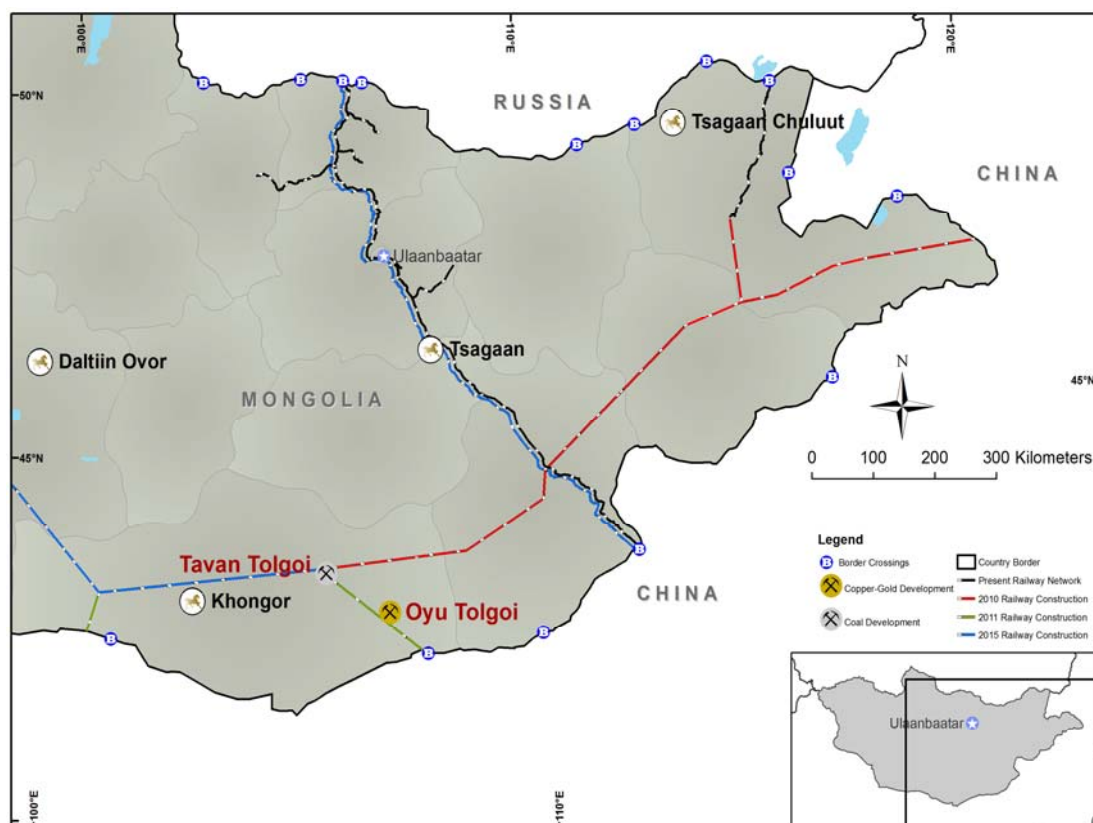 100°E
110°E
120°E
50°N
RUSSIA
Tsagaan Chuluut
CHINA
Ulaanbaatar
Tsagaan
Daltiin Ovor
MONGOLIA
N
45°N
45°N
0 100 200 300 Kilometers
Tavan Tolgoi
Khongor
Oyu Tolgoi
CHINA
Legend
B Border Crossings
Copper-Gold Development
Coal Development
Country Border
Present Railway Network
2010 Railway Construction
2011 Railway Construction
2015 Railway Construction
Ulaanbaatar
100°E
110°E